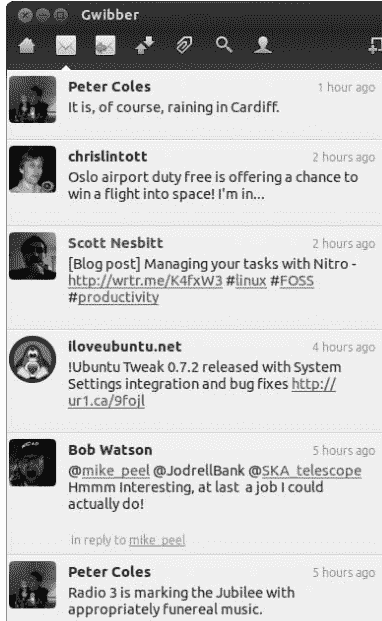 Gwibber
Peter Coles
1 hour ago
It is, of course, raining in Cardiff.
chrislintott
2 hours ago
Oslo airport duty free is offering a chance to
win a flight into space! I'm in...
Scott Nesbitt
2 hours ago
[Blog post] Managing your tasks with Nitro -
http://wrtr.me/K4fxW3 #linux #FOSS
#productivity
iloveubuntu.net
4 hours ago
!Ubuntu Tweak 0.7.2 released with System
Settings integration and bug fixes http://
ur1.ca/9fojl
Bob Watson
5 hours ago
@mike_peel @JodrellBank @SKA_telescope
Hmmm Interesting, at last a job I could
actually do!
in reply to mike_peel
Peter Coles
5 hours ago
Radio 3 is marking the Jubilee with
appropriately funereal music.